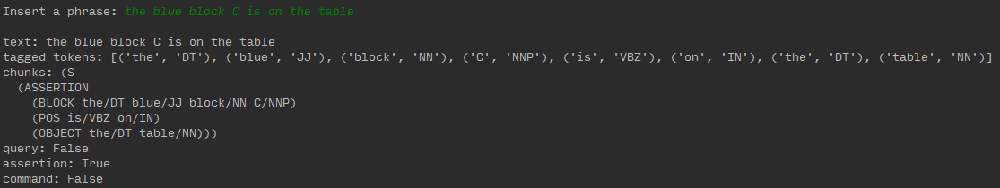 Insert a phrase: the blue block C is on the table
text: the blue block C is on the table
tagged tokens: [('the', 'DT'), ('blue', 'JJ'), ('block', 'NN'), ('C', 'NNP'), ('is', 'VBZ'), ('on', 'IN'), ('the', 'DT'), ('table', 'NN')]
chunks: (S
  (ASSERTION
    (BLOCK the/DT blue/JJ block/NN C/NNP)
    (POS is/VBZ on/IN)
    (OBJECT the/DT table/NN)))
query: False
assertion: True
command: False